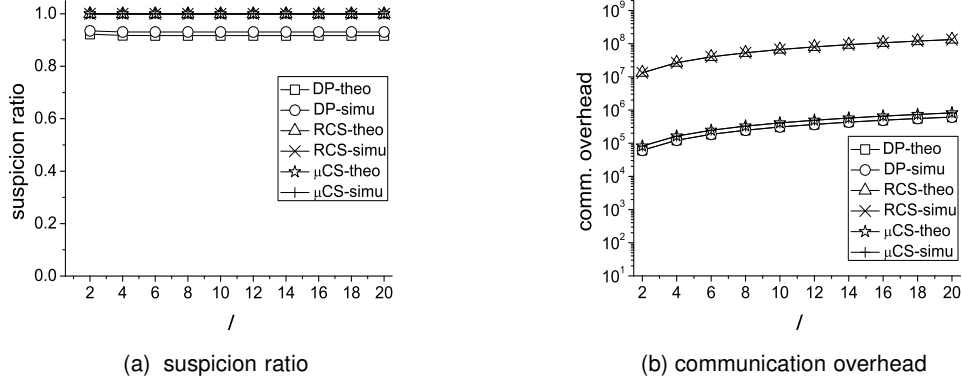 1.0
0.8
0.6
0.4
0.2
0.0
suspicion ratio
DP-theo
DP-simu
RCS-theo
RCS-simu
μCS-theo
μCS-simu
2 4 6 8 10 12 14 16 18 20
l
(a) suspicion ratio
10⁹
10⁸
10⁷
10⁶
10⁵
10⁴
10³
10²
10¹
comm. overhead
DP-theo
DP-simu
RCS-theo
RCS-simu
μCS-theo
μCS-simu
2 4 6 8 10 12 14 16 18 20
l
(b) communication overhead